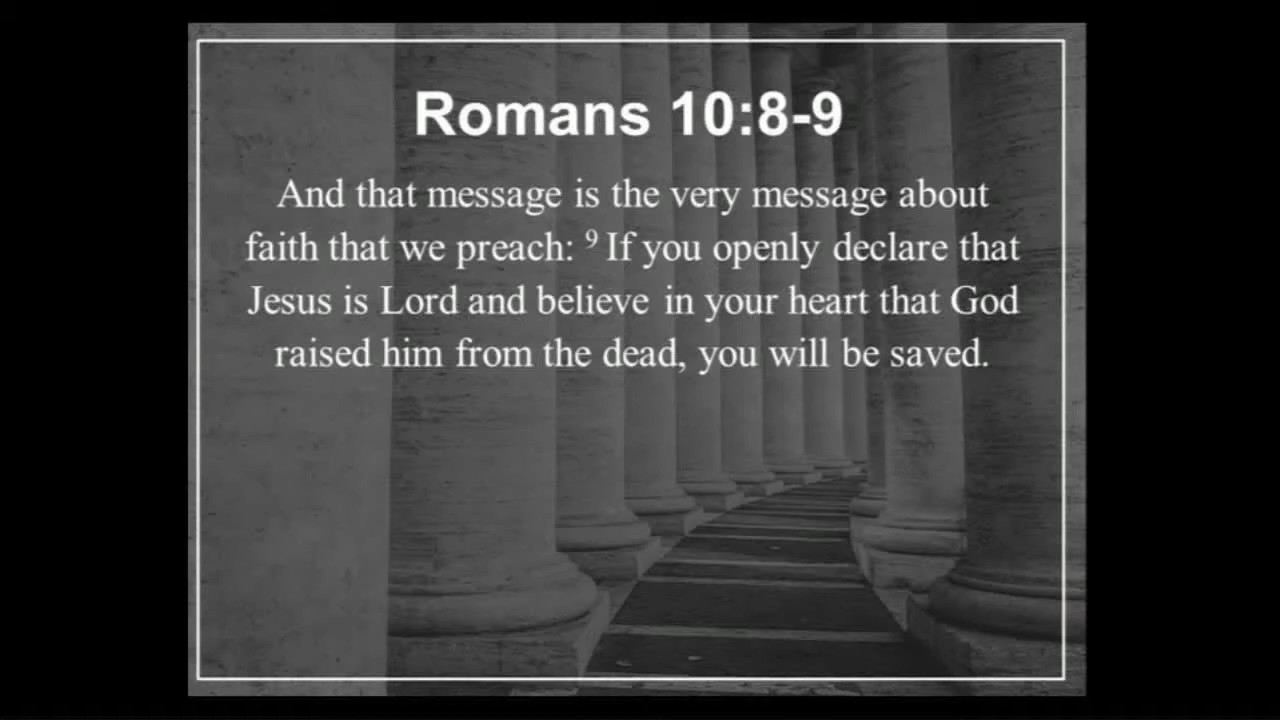 Romans 10:8-9
And that message is the very message about
faith that we preach: ⁹ If you openly declare that
Jesus is Lord and believe in your heart that God
raised him from the dead, you will be saved.